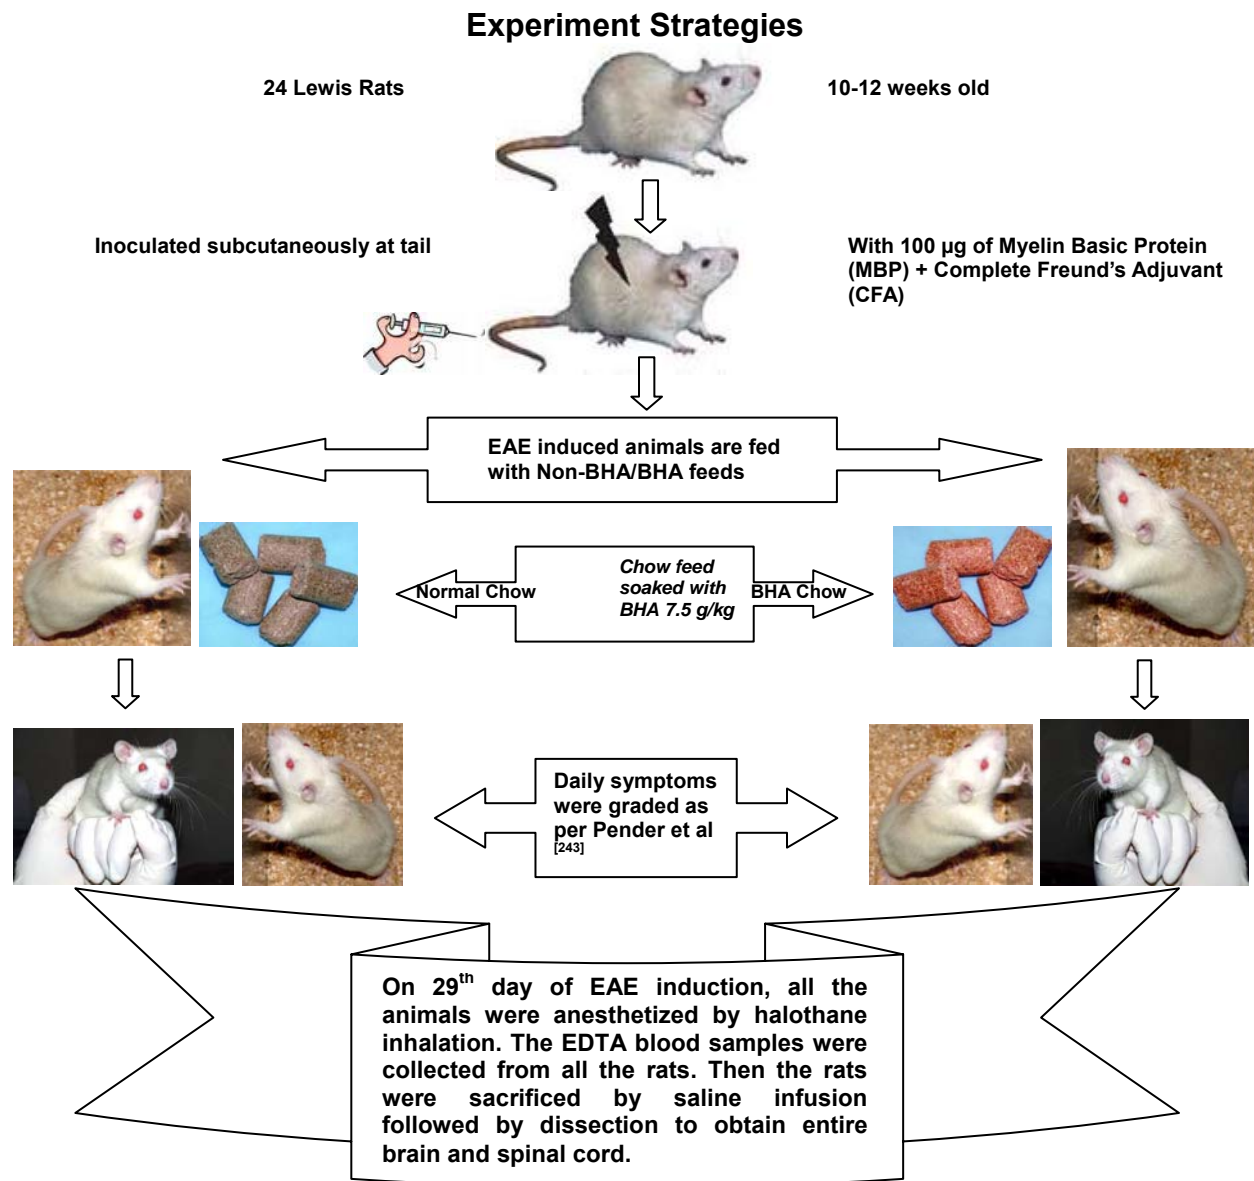 Experiment Strategies
24 Lewis Rats
10-12 weeks old
Inoculated subcutaneously at tail
With 100 µg of Myelin Basic Protein
(MBP) + Complete Freund’s Adjuvant
(CFA)
EAE induced animals are fed
with Non-BHA/BHA feeds
Normal Chow
Chow feed
soaked with
BHA 7.5 g/kg
BHA Chow
Daily symptoms
were graded as
per Pender et al
[243]
On 29th day of EAE induction, all the
animals were anesthetized by halothane
inhalation. The EDTA blood samples were
collected from all the rats. Then the rats
were sacrificed by saline infusion
followed by dissection to obtain entire
brain and spinal cord.